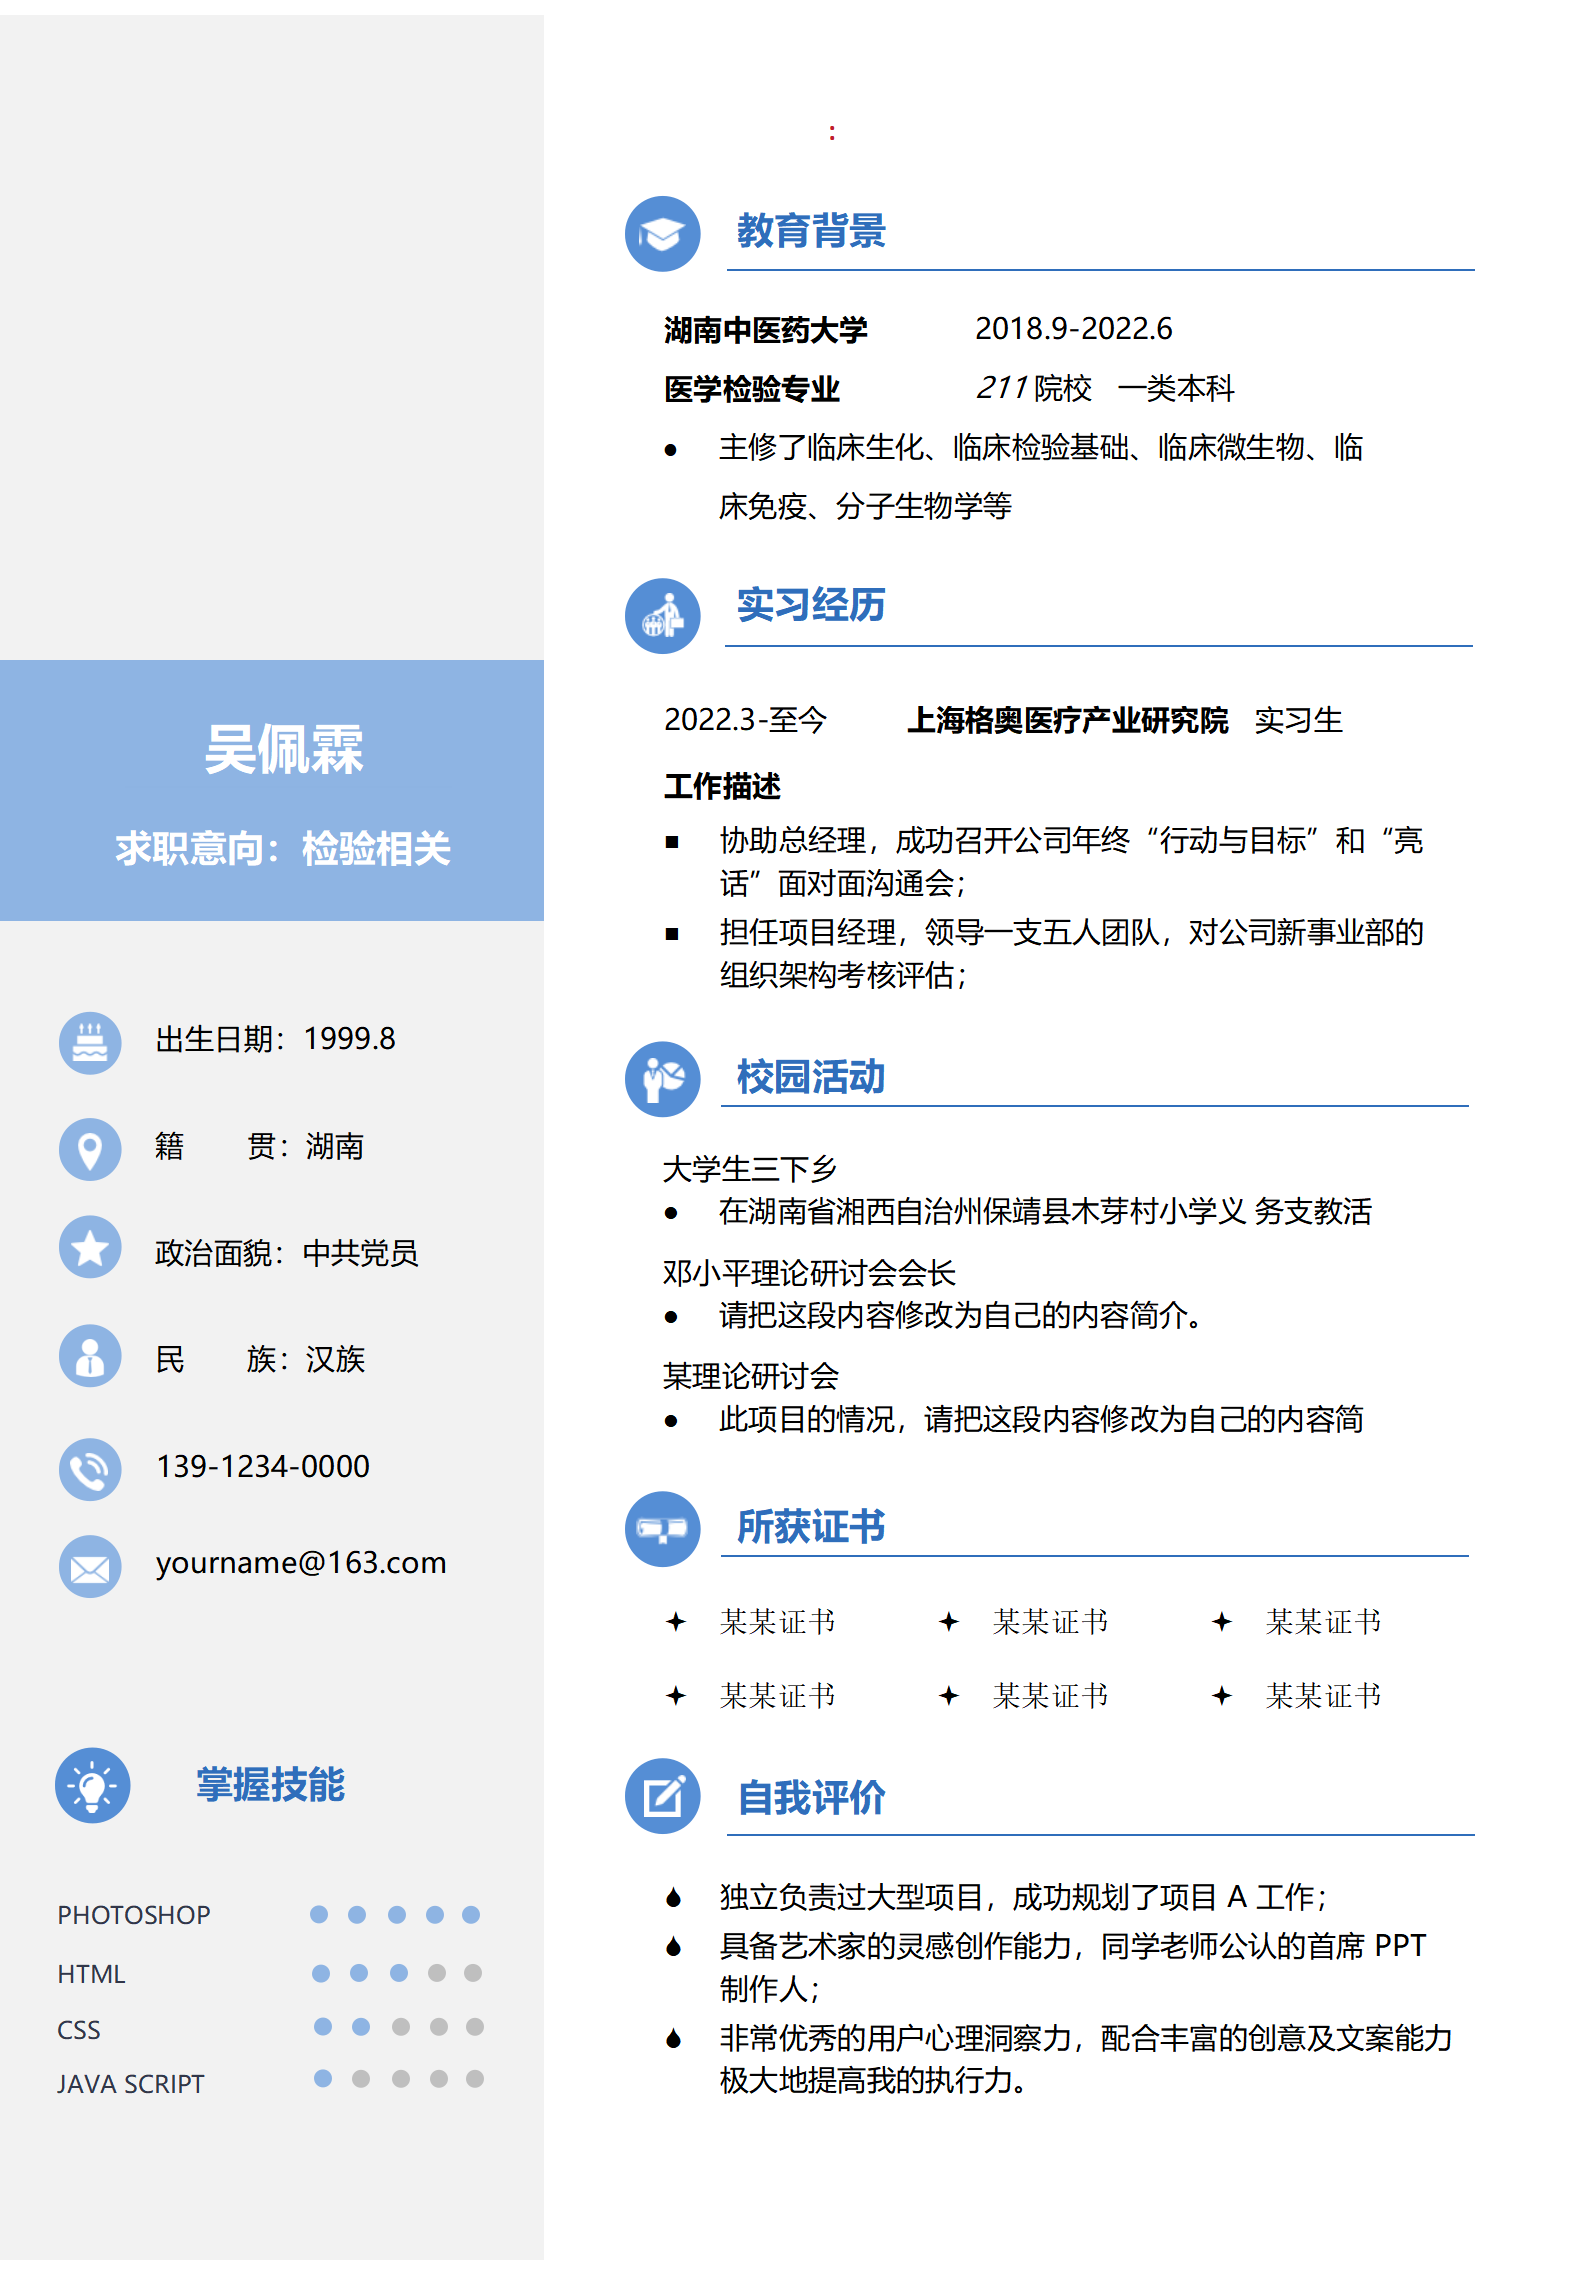 :
吴佩霖
求职意向：检验相关
出生日期：1999.8
籍 贯：湖南
政治面貌：中共党员
民 族：汉族
139-1234-0000
yourname@163.com
掌握技能
PHOTOSHOP
HTML
CSS
JAVA SCRIPT
教育背景
湖南中医药大学 2018.9-2022.6
医学检验专业 211 院校 一类本科
● 主修了临床生化、临床检验基础、临床微生物、临
床免疫、分子生物学等
实习经历
2022.3-至今 上海格奥医疗产业研究院 实习生
工作描述
■ 协助总经理，成功召开公司年终“行动与目标”和“亮
话”面对面沟通会；
■ 担任项目经理，领导一支五人团队，对公司新事业部的
组织架构考核评估；
校园活动
大学生三下乡
● 在湖南省湘西自治州保靖县木芽村小学义 务支教活
邓小平理论研讨会会长
● 请把这段内容修改为自己的内容简介。
某理论研讨会
● 此项目的情况，请把这段内容修改为自己的内容简
所获证书
✦ 某某证书 ✦ 某某证书 ✦ 某某证书
✦ 某某证书 ✦ 某某证书 ✦ 某某证书
自我评价
独立负责过大型项目，成功规划了项目 A 工作；
具备艺术家的灵感创作能力，同学老师公认的首席 PPT
制作人；
非常优秀的用户心理洞察力，配合丰富的创意及文案能力
极大地提高我的执行力。